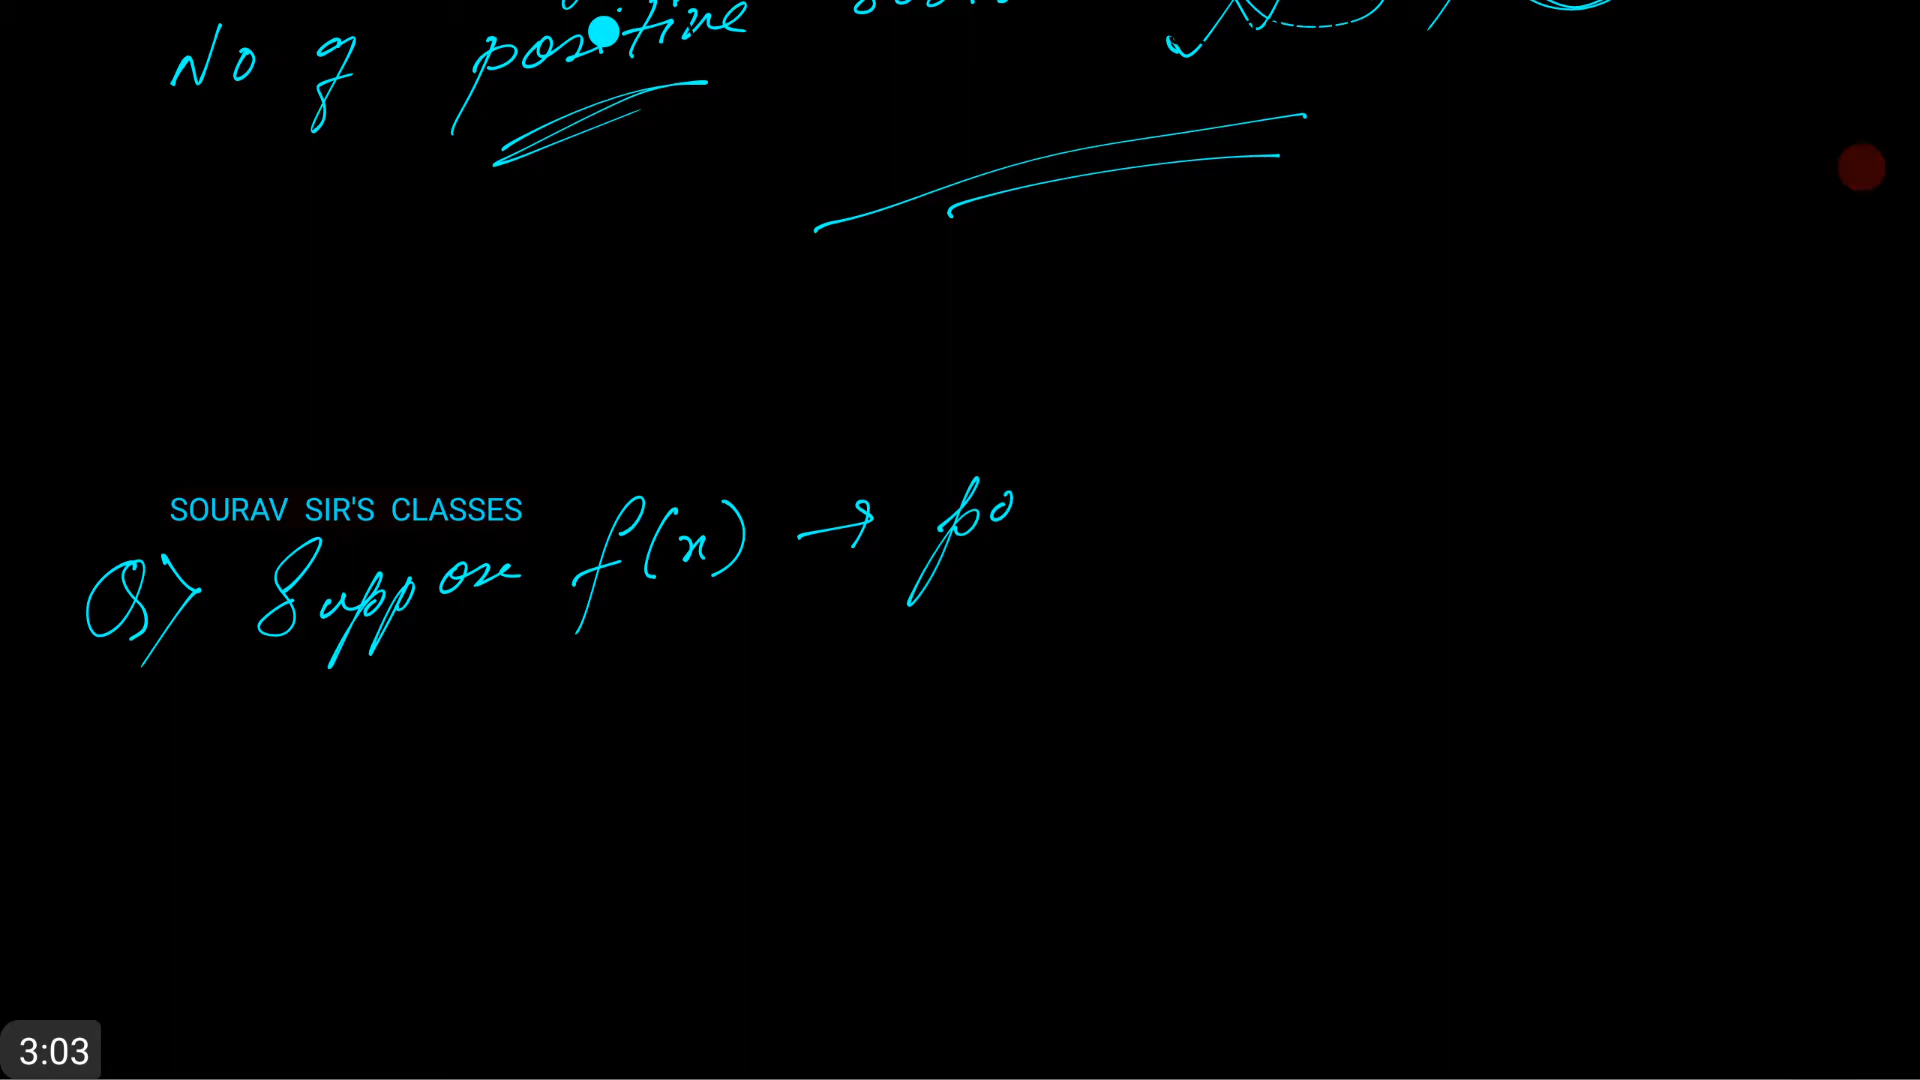 No of positive
SOURAV SIR'S CLASSES
Q> Suppose f(x) → po
3:03